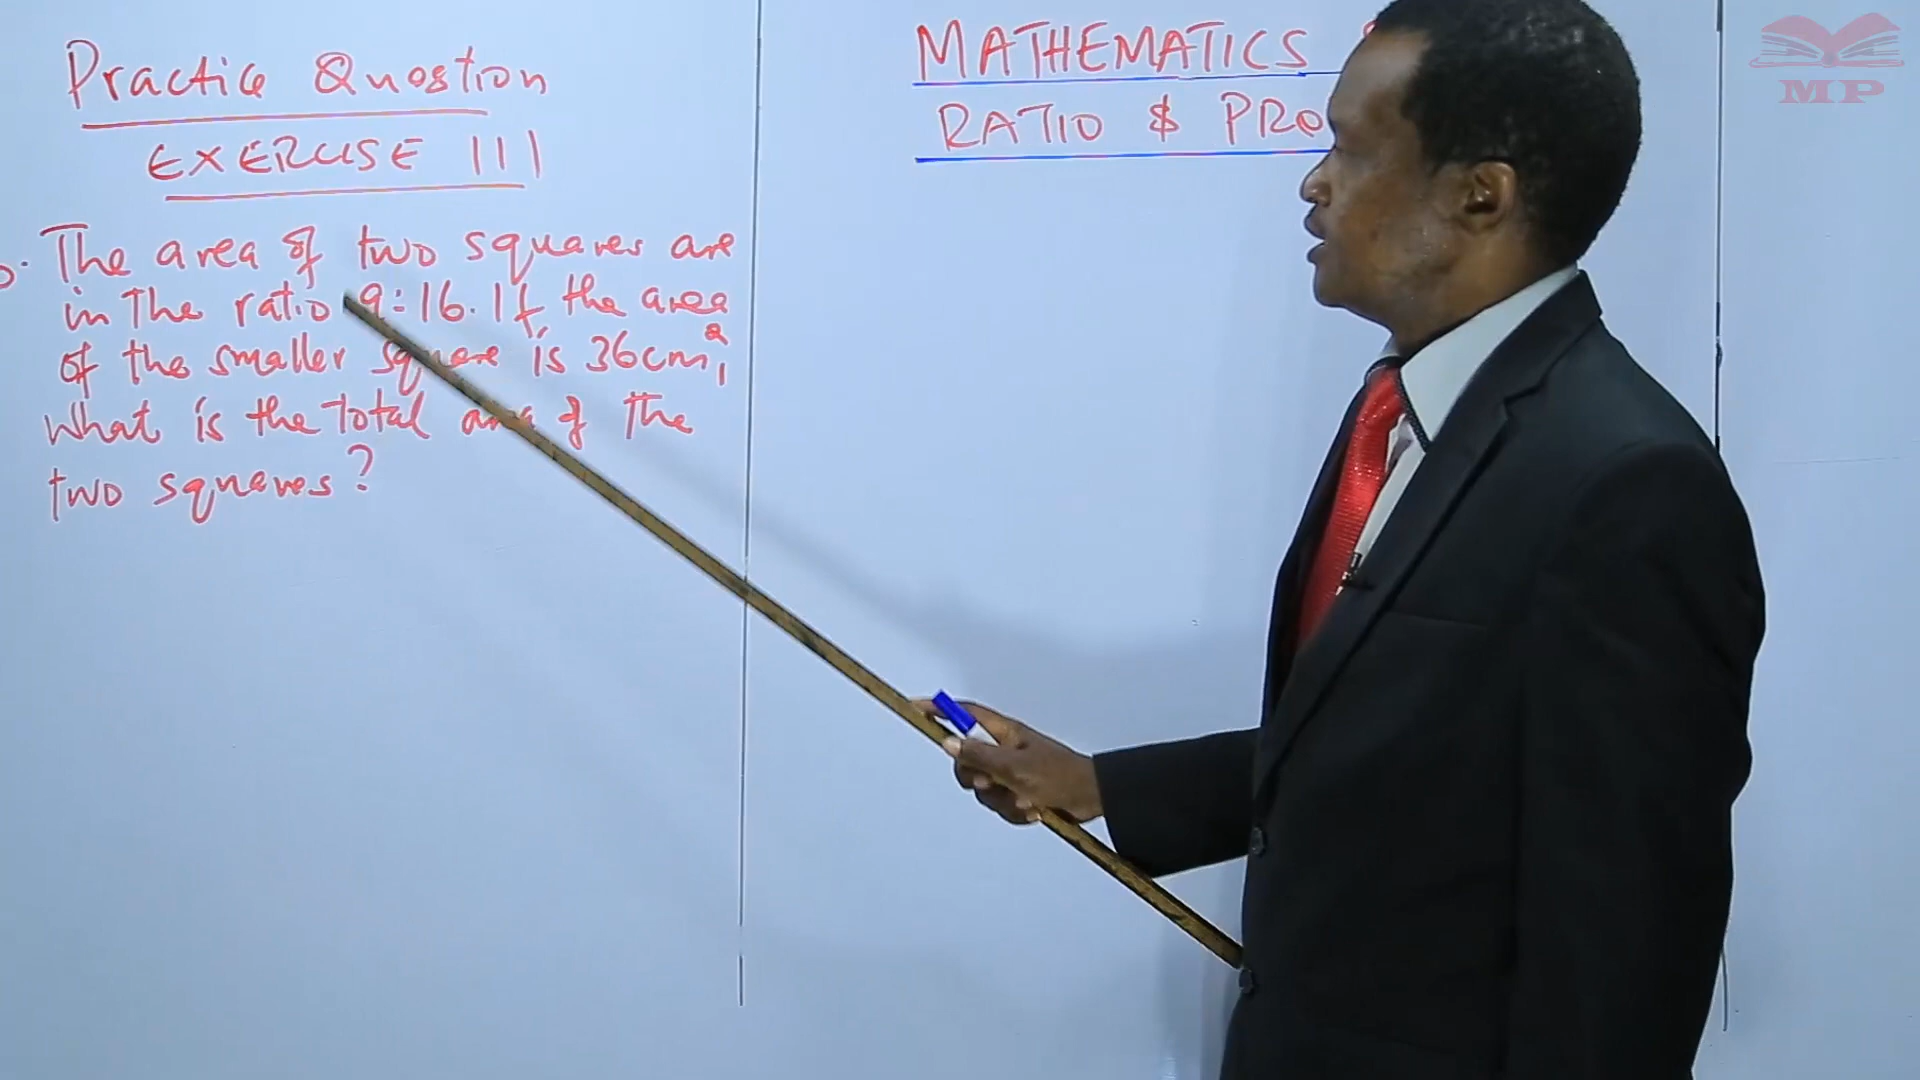 Practice Question
EXERCISE 111
The area of two squares are
in the ratio 9:16. If the area
of the smaller square is 36cm²,
what is the total area of the
two squares?
MATHEMATICS
RATIO & PRO
MP